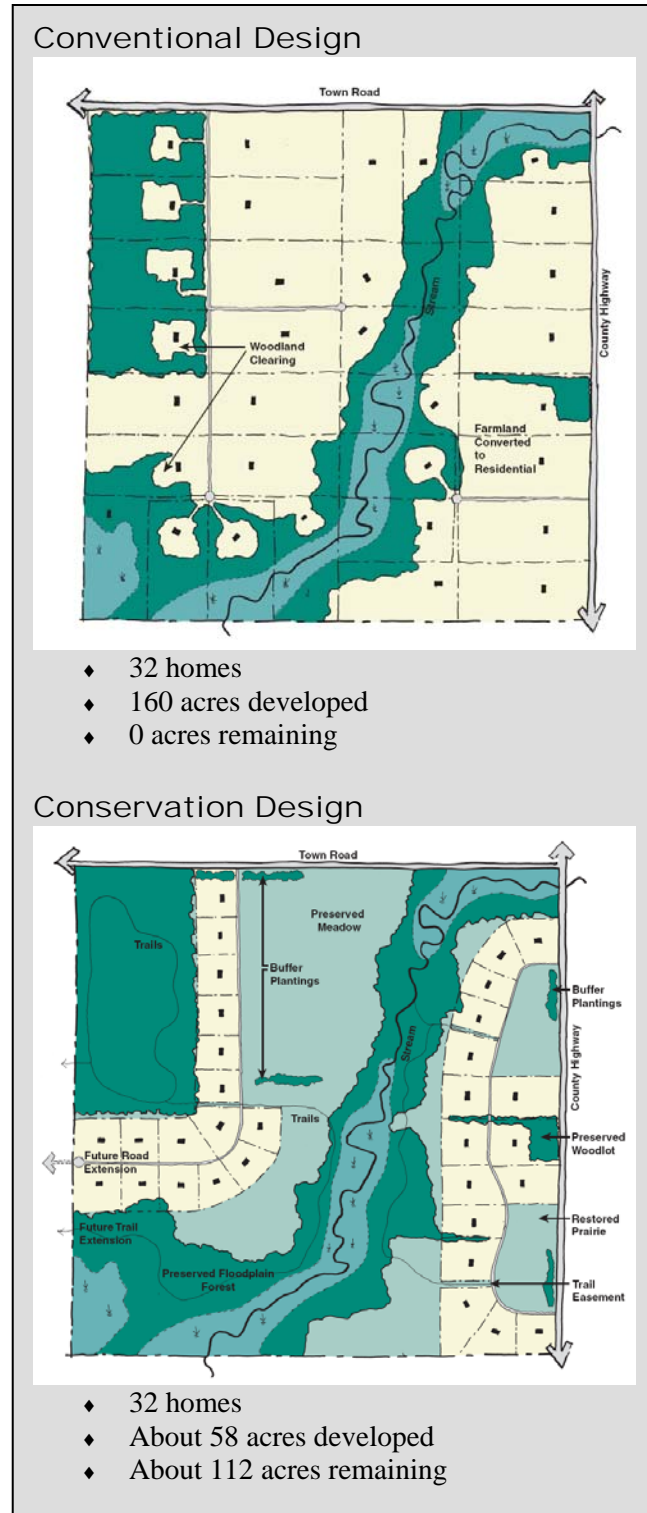 Conventional Design
Town Road
County Highway
Stream
Woodland
Clearing
Farmland
Converted
to
Residential
♦ 32 homes
♦ 160 acres developed
♦ 0 acres remaining
Conservation Design
Town Road
Trails
Preserved
Meadow
Buffer
Plantings
Buffer
Plantings
Stream
County Highway
Trails
Preserved
Woodlot
Future Road
Extension
Restored
Prairie
Future Trail
Extension
Preserved Floodplain
Forest
Trail
Easement
♦ 32 homes
♦ About 58 acres developed
♦ About 112 acres remaining